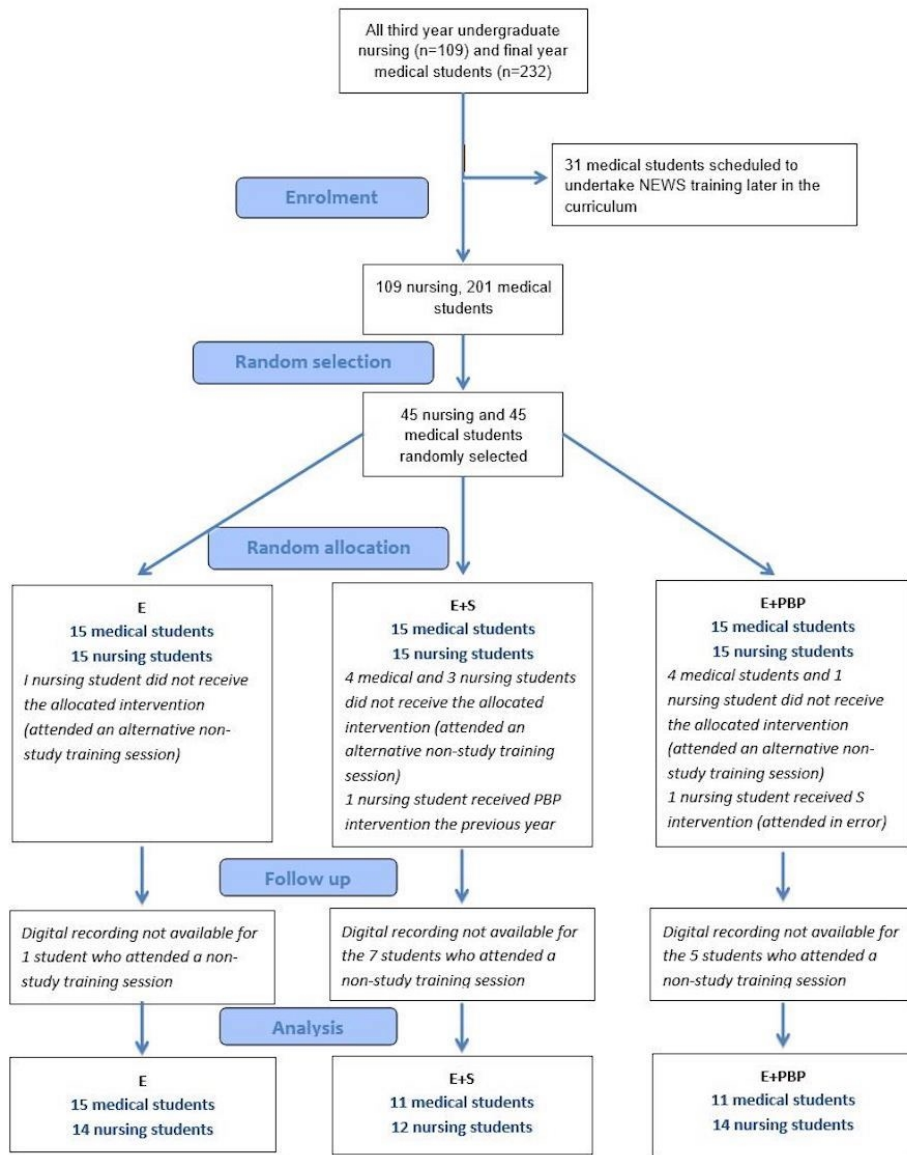 All third year undergraduate
nursing (n=109) and final year
medical students (n=232)
31 medical students scheduled to
undertake NEWS training later in the
curriculum
Enrolment
109 nursing, 201 medical
students
Random selection
45 nursing and 45
medical students
randomly selected
Random allocation
E
15 medical students
15 nursing students
I nursing student did not receive
the allocated intervention
(attended an alternative non-
study training session)
E+S
15 medical students
15 nursing students
4 medical and 3 nursing students
did not receive the allocated
intervention (attended an
alternative non-study training
session)
1 nursing student received PBP
intervention the previous year
E+PBP
15 medical students
15 nursing students
4 medical students and 1
nursing student did not receive
the allocated intervention
(attended an alternative non-
study training session)
1 nursing student received S
intervention (attended in error)
Follow up
Digital recording not available for
1 student who attended a non-
study training session
Digital recording not available for
the 7 students who attended a
non-study training session
Digital recording not available for
the 5 students who attended a
non-study training session
Analysis
E
15 medical students
14 nursing students
E+S
11 medical students
12 nursing students
E+PBP
11 medical students
14 nursing students